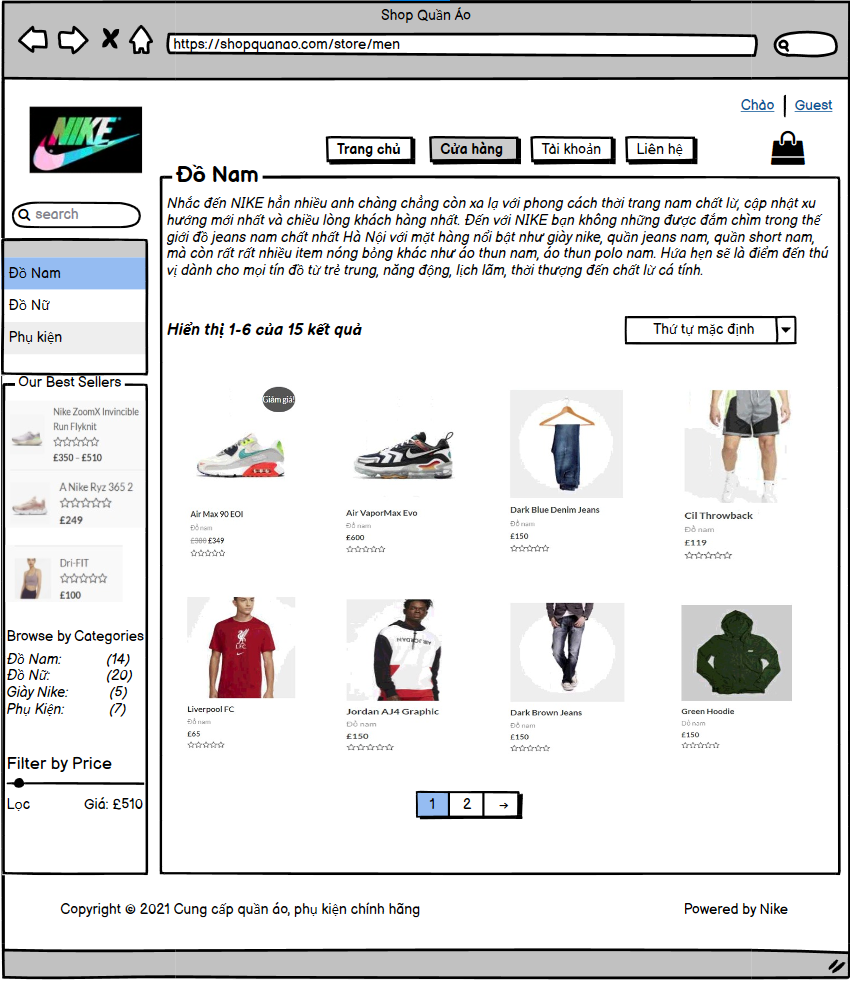 Shop Quần Áo
https://shopquanao.com/store/men
Chào
Guest
NIKE
Trang chủ
Cửa hàng
Tài khoản
Liên hệ
search
Đồ Nam
Đồ Nữ
Phụ kiện
Our Best Sellers
Nike ZoomX Invincible
Run Flyknit
£350 - £510
A Nike Ryz 365 2
£249
Dri-FIT
£100
Browse by Categories
Đồ Nam: (14)
Đồ Nữ: (20)
Giày Nike: (5)
Phụ Kiện: (7)
Filter by Price
Lọc Giá: £510
Đồ Nam
Nhắc đến NIKE hẳn nhiều anh chàng chẳng còn xa lạ với phong cách thời trang nam chất lừ, cập nhật xu
hướng mới nhất và chiều lòng khách hàng nhất. Đến với NIKE bạn không những được đắm chìm trong thế
giới đồ jeans nam chất nhất Hà Nội với mặt hàng nổi bật như giày nike, quần jeans nam, quần short nam,
mà còn rất rất nhiều item nóng bỏng khác như áo thun nam, áo thun polo nam. Hứa hẹn sẽ là điểm đến thú
vị dành cho mọi tín đồ từ trẻ trung, năng động, lịch lãm, thời thượng đến chất lừ cá tính.
Hiển thị 1-6 của 15 kết quả
Thứ tự mặc định
Giảm giá!
Air Max 90 EOI
Đồ nam
£300 £349
Air VaporMax Evo
Đồ nam
£600
Dark Blue Denim Jeans
Đồ nam
£150
Cil Throwback
Đồ nam
£119
LFC
Liverpool FC
Đồ nam
£65
Jordan AJ4 Graphic
Đồ nam
£150
Dark Brown Jeans
Đồ nam
£150
Green Hoodie
Đồ nam
£150
1 2 →
Copyright © 2021 Cung cấp quần áo, phụ kiện chính hãng
Powered by Nike